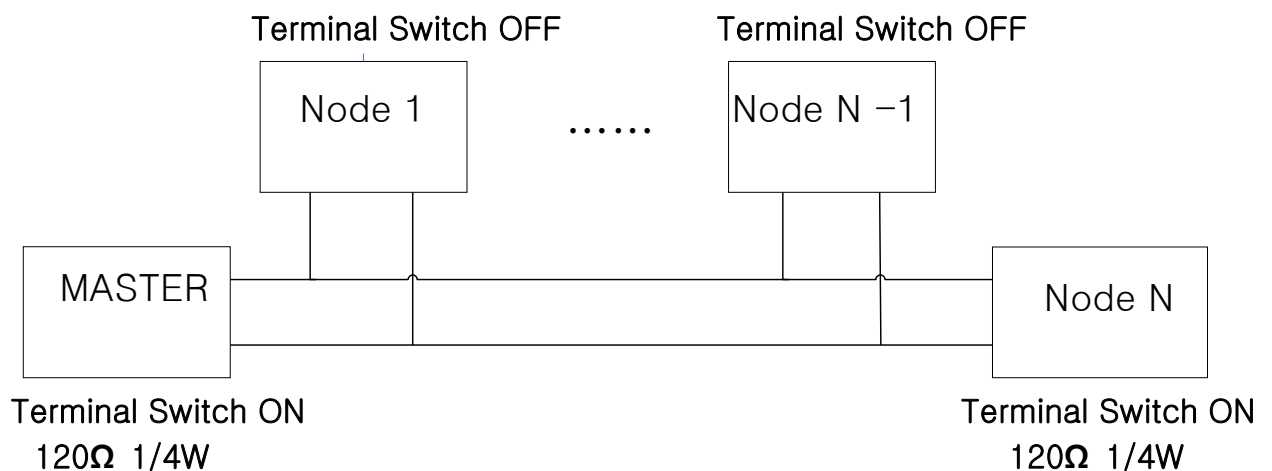 Terminal Switch OFF
Terminal Switch OFF
Node 1
......
Node N -1
MASTER
Node N
Terminal Switch ON
120Ω 1/4W
Terminal Switch ON
120Ω 1/4W